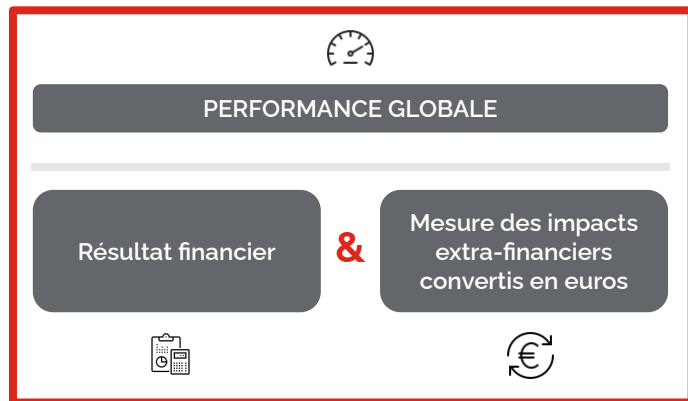 PERFORMANCE GLOBALE
Résultat financier
&
Mesure des impacts
extra-financiers
convertis en euros
€